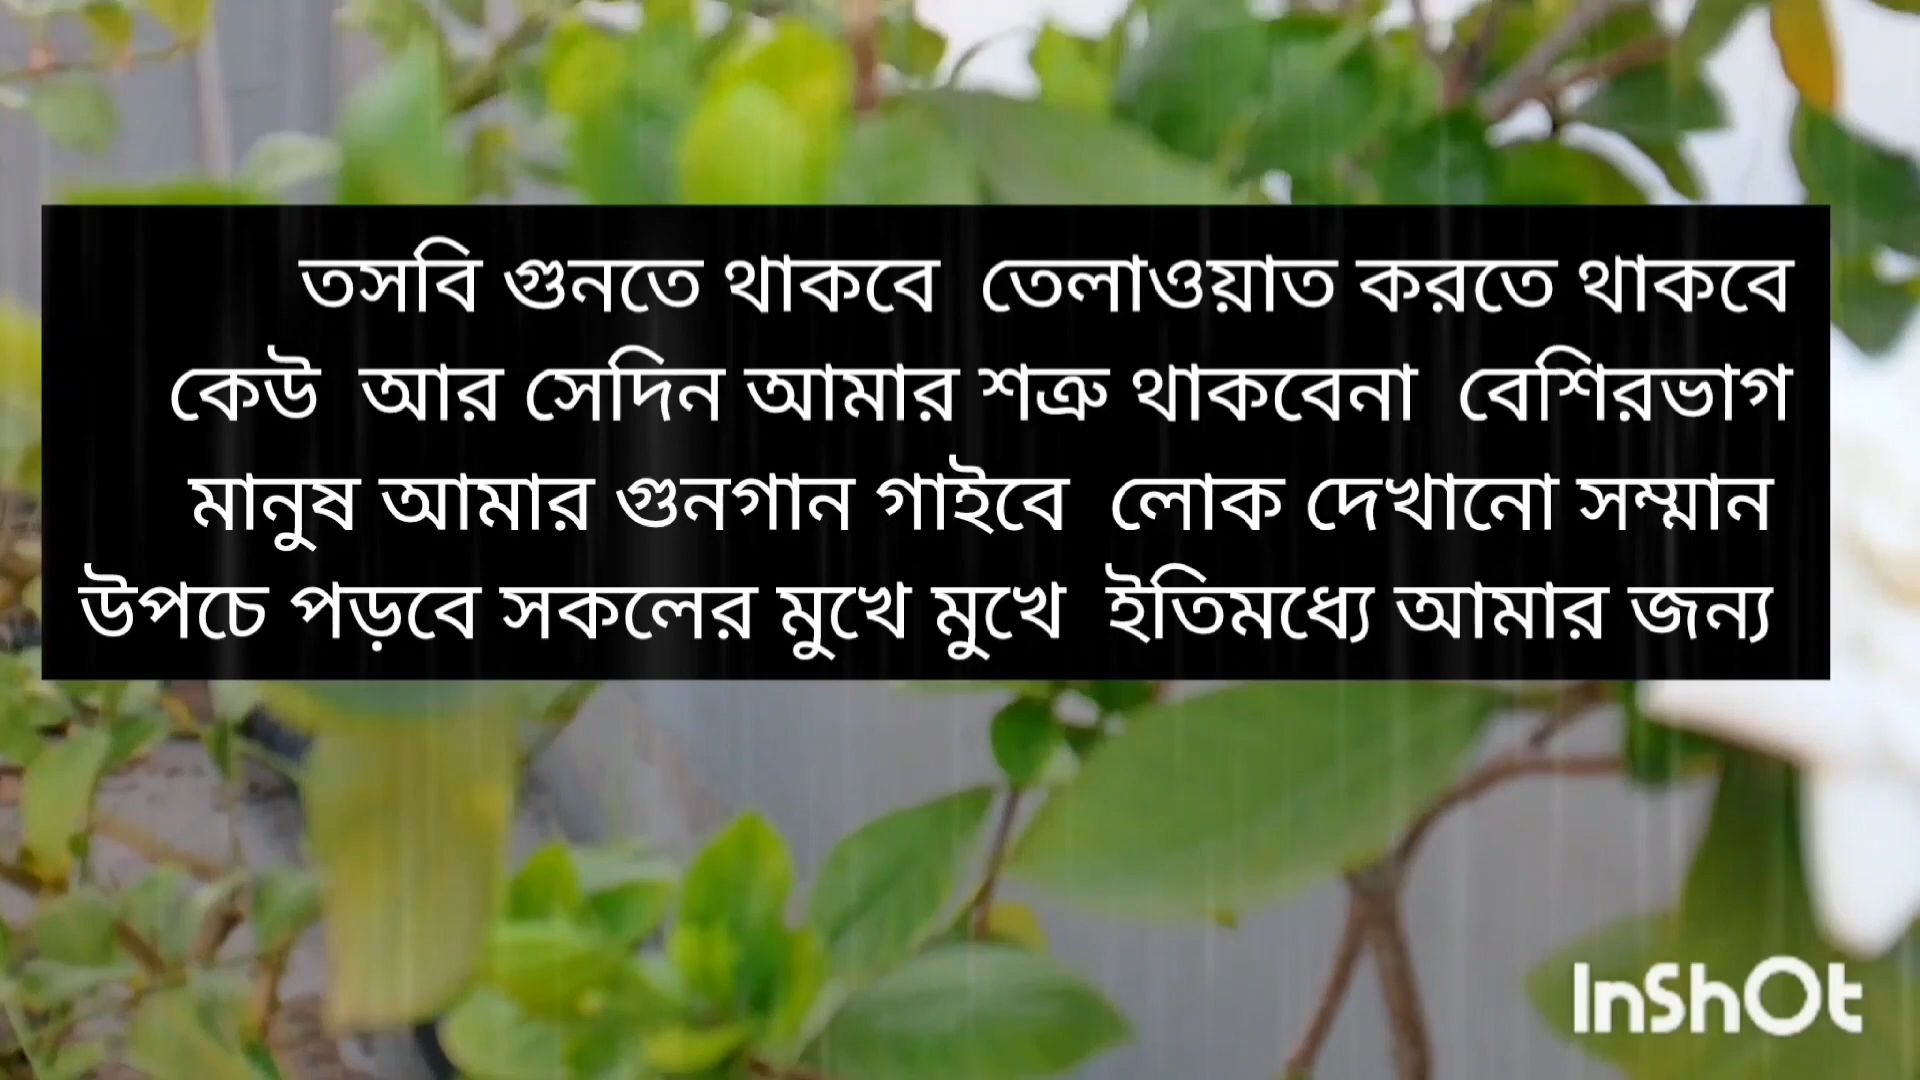 তসবি গুনতে থাকবে  তেলাওয়াত করতে থাকবে
কেউ  আর সেদিন আমার শত্রু থাকবেনা  বেশিরভাগ
মানুষ আমার গুনগান গাইবে  লোক দেখানো সম্মান
উপচে পড়বে সকলের মুখে মুখে  ইতিমধ্যে আমার জন্য
InShOt